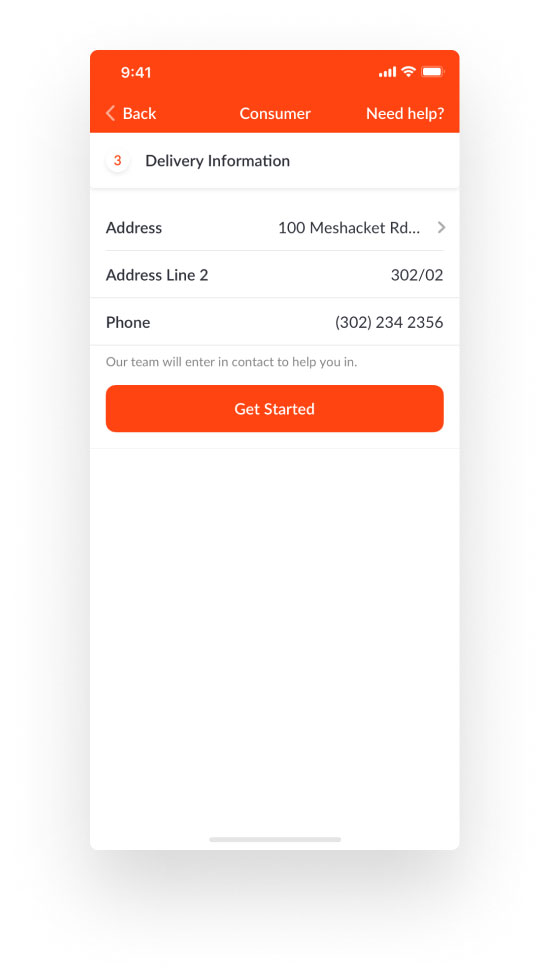 9:41
Back Consumer Need help?
3 Delivery Information
Address 100 Meshacket Rd...
Address Line 2 302/02
Phone (302) 234 2356
Our team will enter in contact to help you in.
Get Started